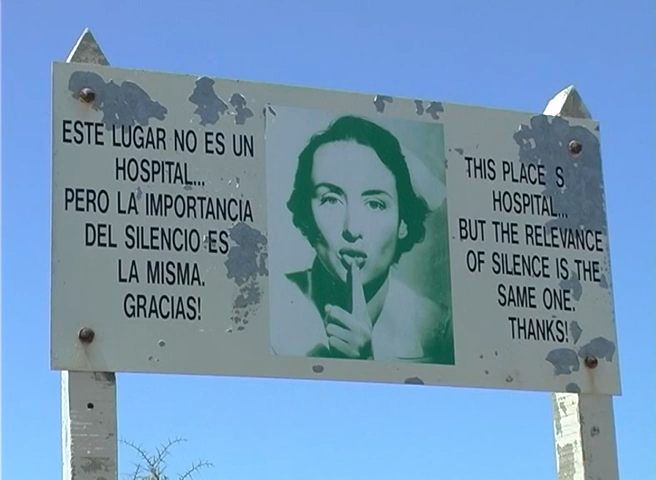 ESTE LUGAR NO ES UN
HOSPITAL...
PERO LA IMPORTANCIA
DEL SILENCIO ES
LA MISMA.
GRACIAS!
THIS PLACE S
HOSPITAL...
BUT THE RELEVANCE
OF SILENCE IS THE
SAME ONE.
THANKS!